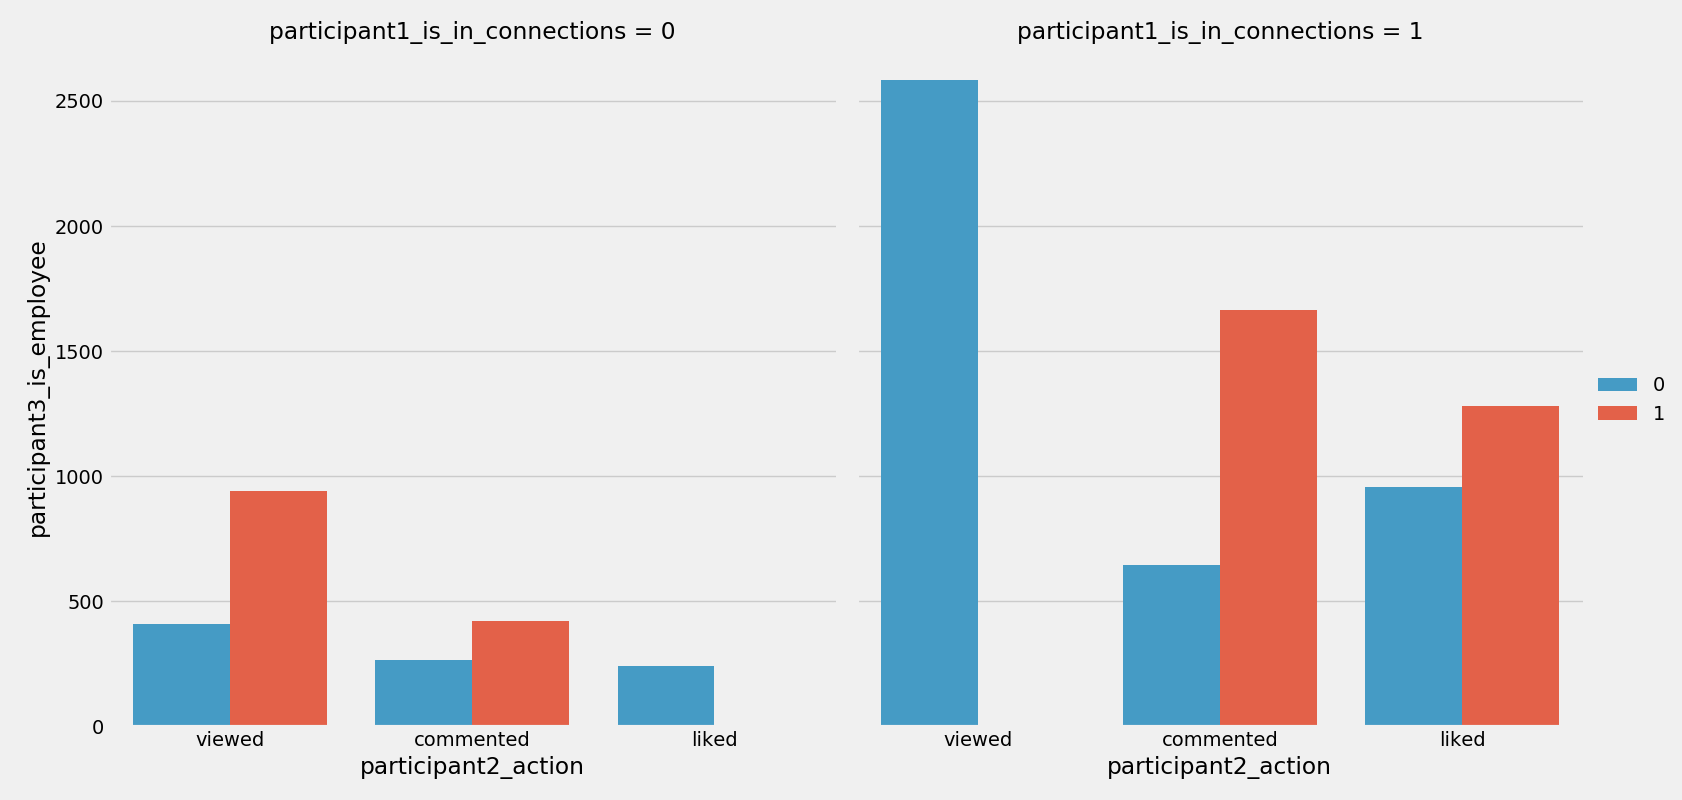 participant1_is_in_connections = 0
participant1_is_in_connections = 1
participant3_is_employee
2500
2000
1500
1000
500
0
viewed
commented
liked
participant2_action
viewed
commented
liked
participant2_action
0
1